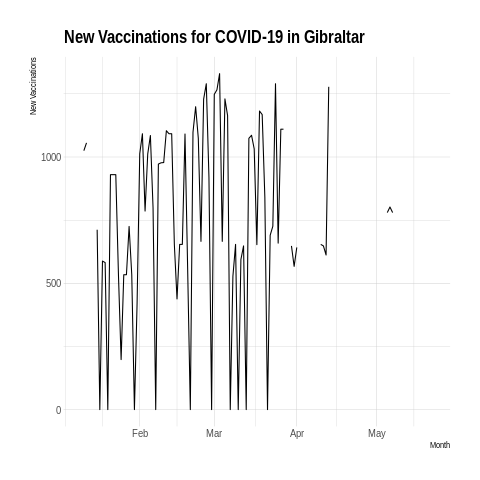 New Vaccinations for COVID-19 in Gibraltar
New Vaccinations
1000
500
0
Feb Mar Apr May
Month